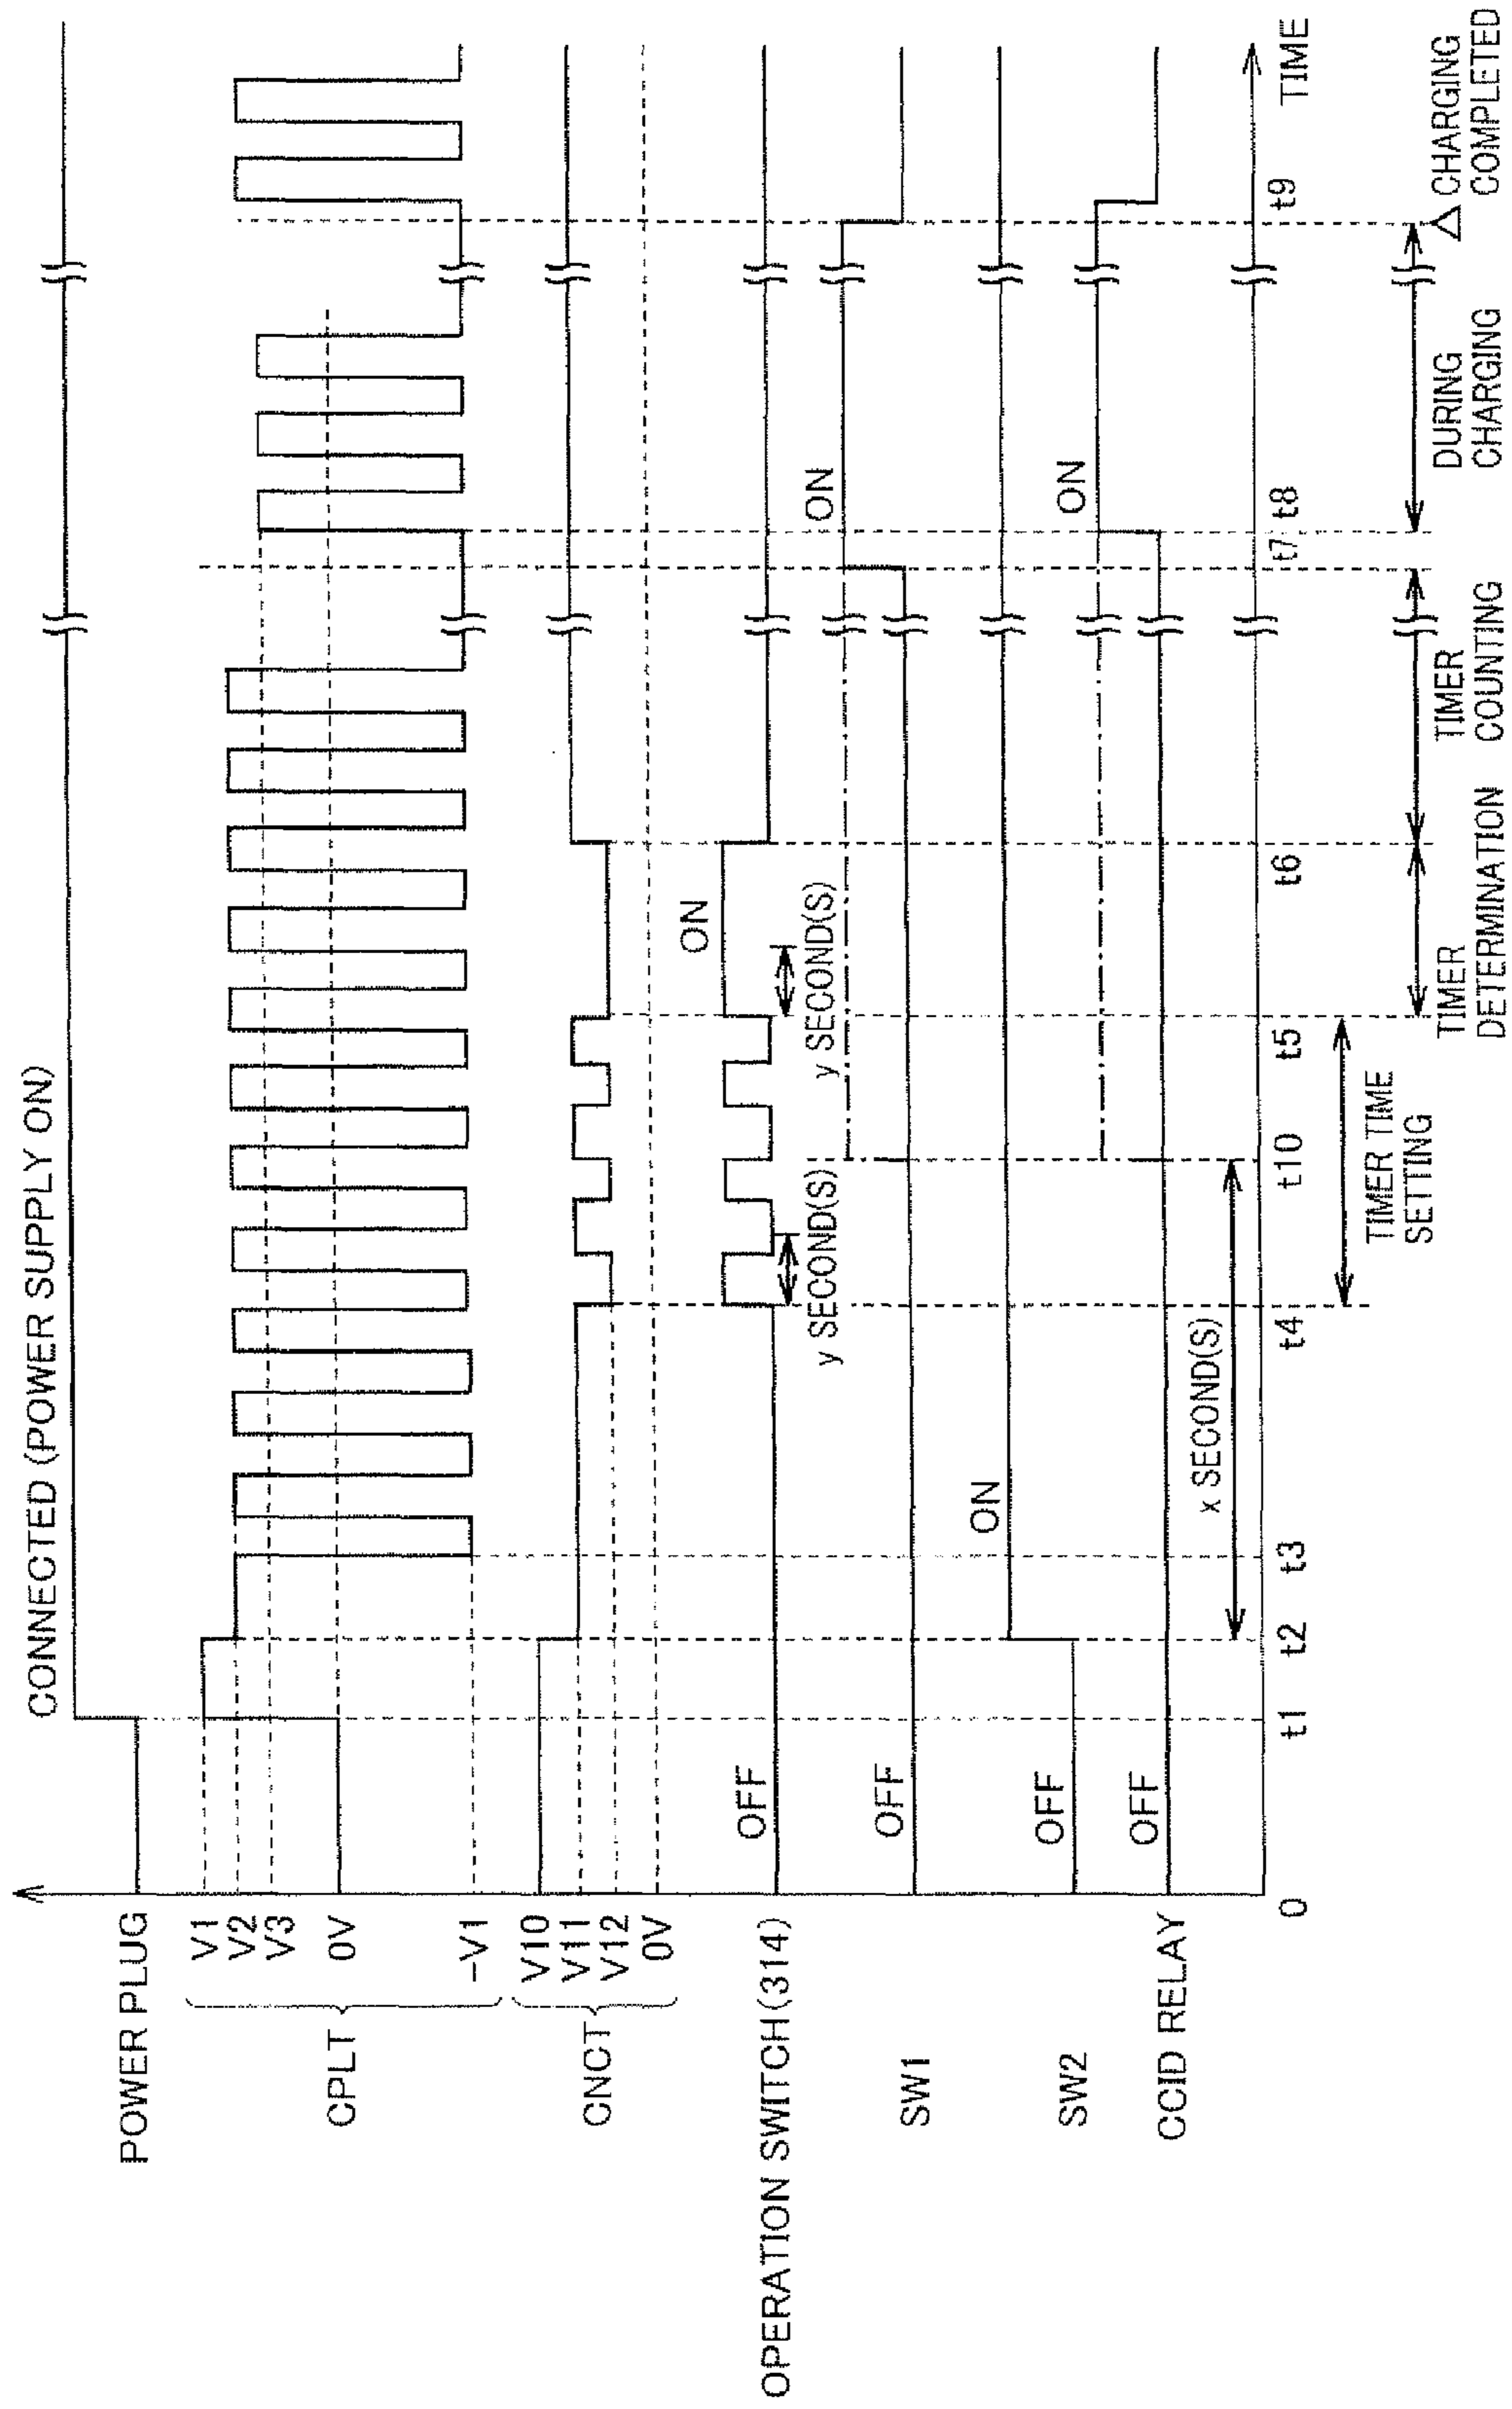 CONNECTED (POWER SUPPLY ON)
POWER PLUG
V1
V2
V3
0V
-V1
CPLT
V10
V11
V12
0V
CNCT
OPERATION SWITCH(314)
OFF
ON
y SECOND(S)
y SECOND(S)
SW1
OFF
ON
SW2
OFF
ON
CCID RELAY
OFF
ON
x SECOND(S)
0
t1
t2
t3
t4
t10
t5
t6
t7
t8
t9
TIME
TIMER TIME
SETTING
TIMER
DETERMINATION
TIMER
COUNTING
DURING
CHARGING
△ CHARGING
COMPLETED